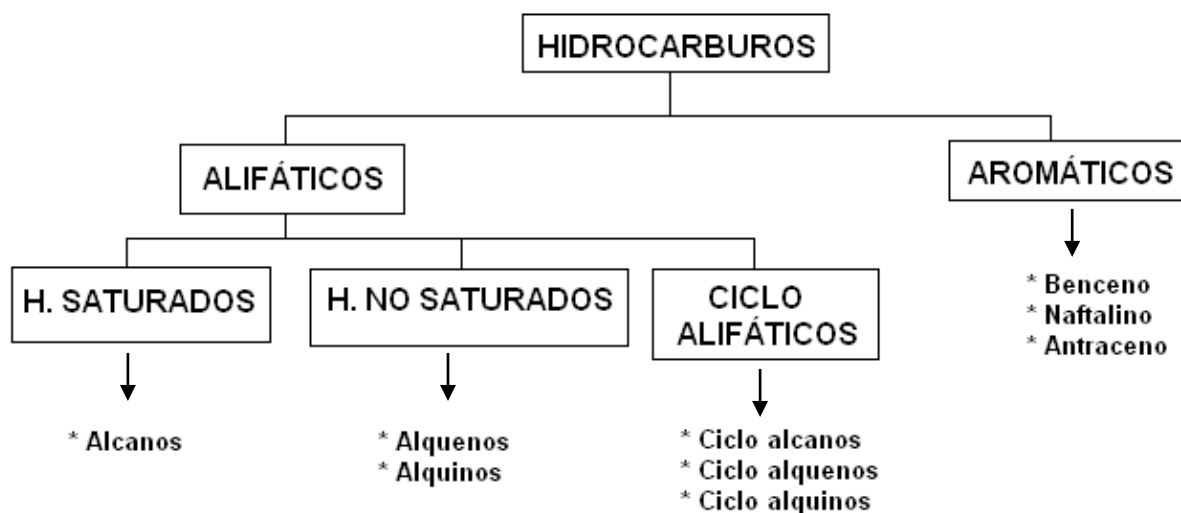 HIDROCARBUROS
ALIFÁTICOS
AROMÁTICOS
H. SATURADOS
H. NO SATURADOS
CICLO
ALIFÁTICOS
* Benceno
* Naftalino
* Antraceno
* Alcanos
* Alquenos
* Alquinos
* Ciclo alcanos
* Ciclo alquenos
* Ciclo alquinos